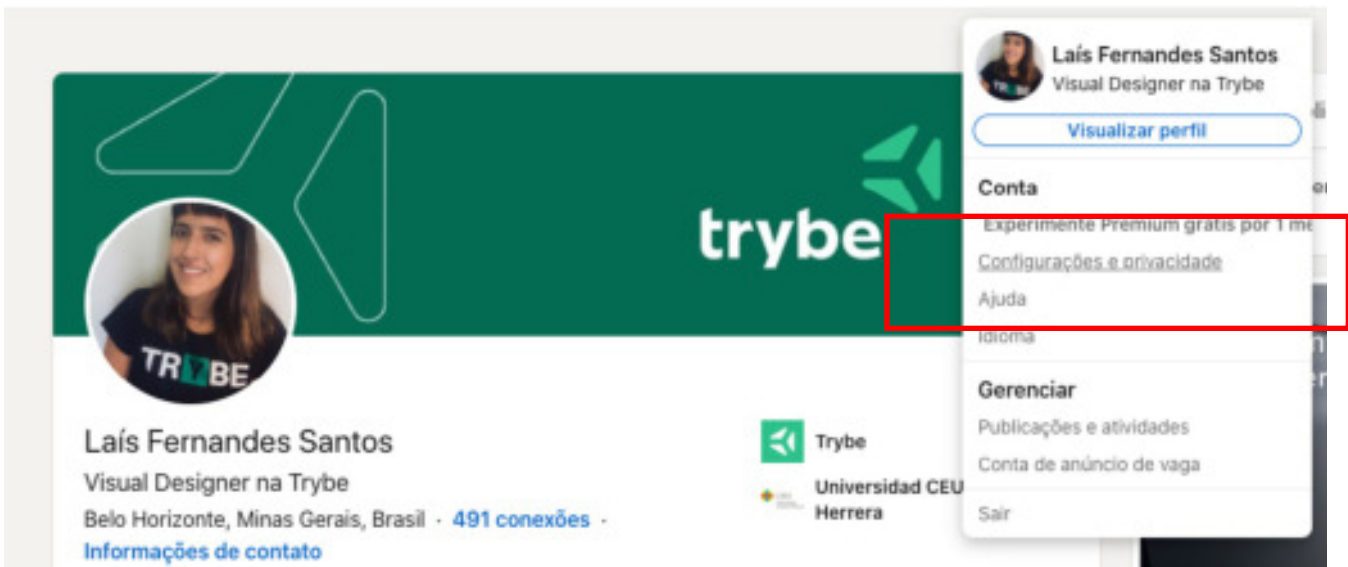 trybe
TRYBE
Laís Fernandes Santos
Visual Designer na Trybe
Belo Horizonte, Minas Gerais, Brasil · 491 conexões ·
Informações de contato
Trybe
Universidad CEU
Herrera
Laís Fernandes Santos
Visual Designer na Trybe
Visualizar perfil
Conta
Experimente Premium grátis por 1 mê
Configurações e privacidade
Ajuda
Idioma
Gerenciar
Publicações e atividades
Conta de anúncio de vaga
Sair